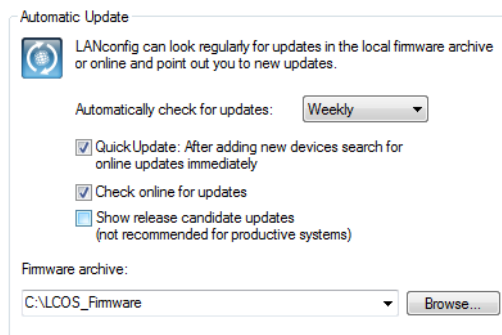 Automatic Update
LANconfig can look regularly for updates in the local firmware archive
or online and point out you to new updates.
Automatically check for updates: Weekly
QuickUpdate: After adding new devices search for
online updates immediately
Check online for updates
Show release candidate updates
(not recommended for productive systems)
Firmware archive:
C:\LCOS_Firmware Browse...